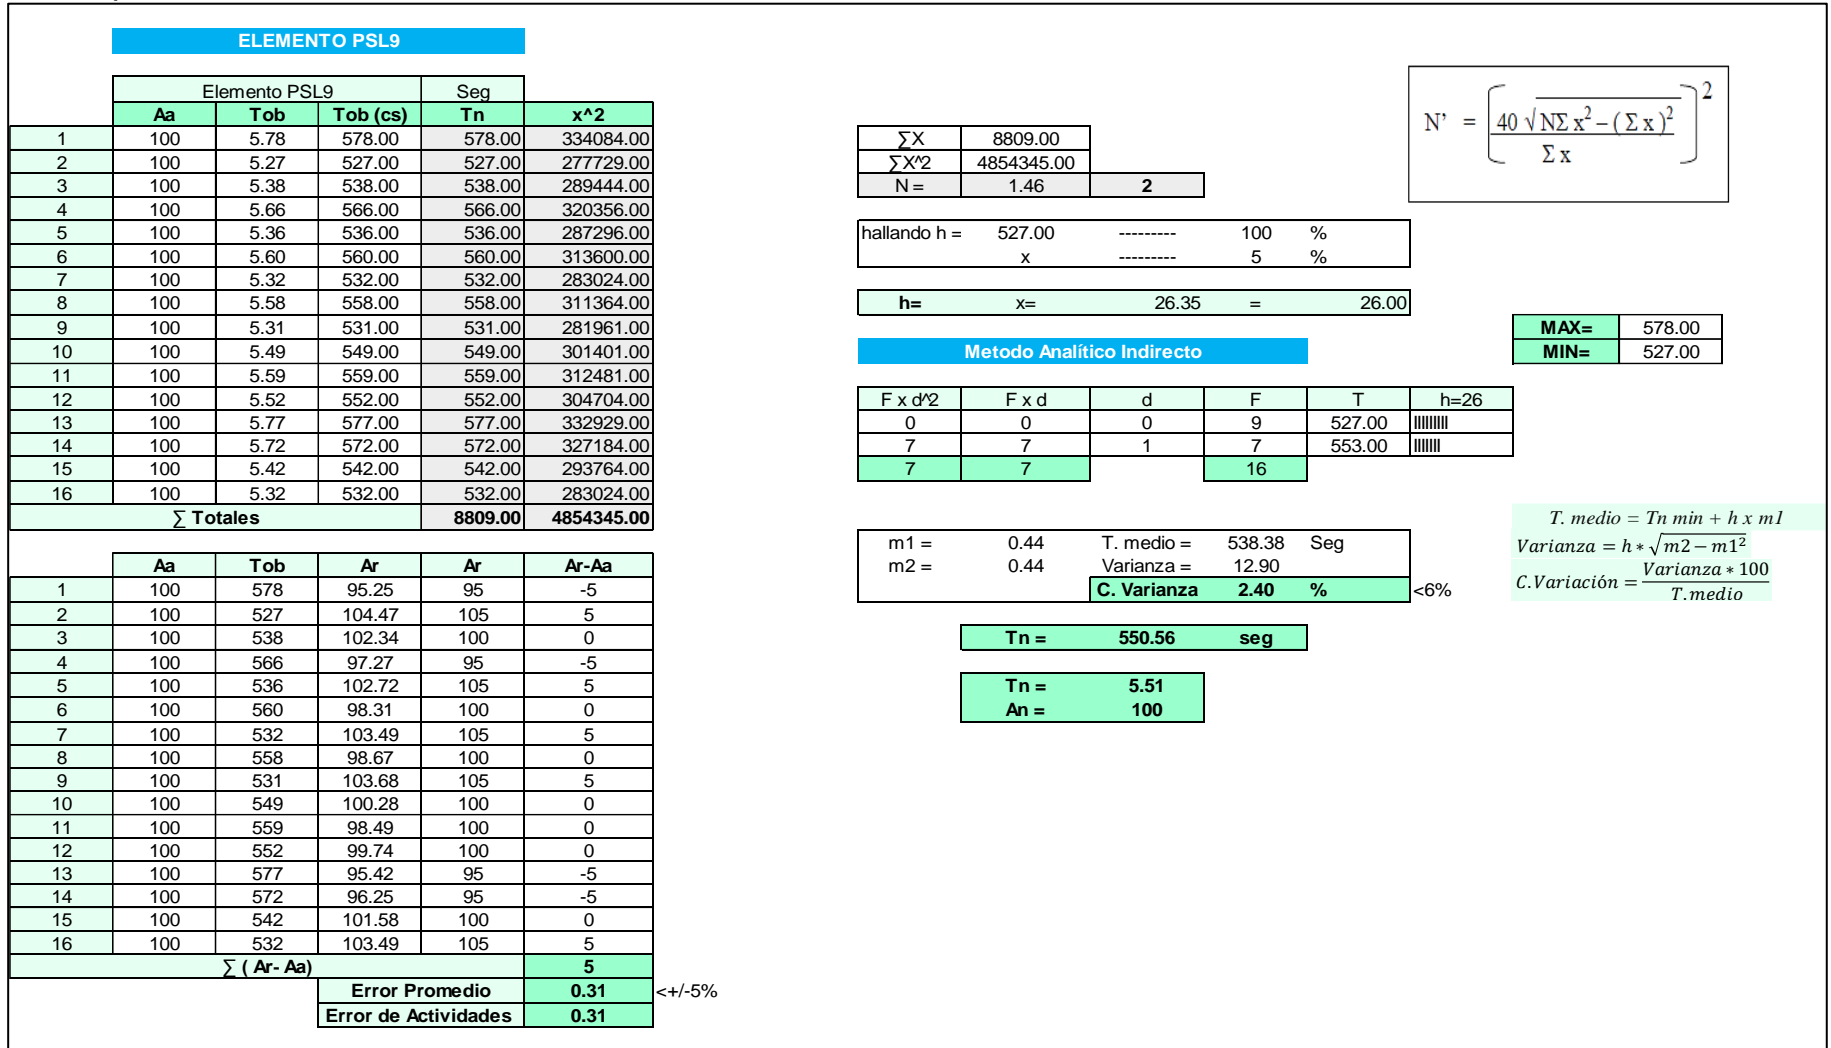 ELEMENTO PSL9
Elemento PSL9 Seg
Aa Tob Tob (cs) Tn x^2
1 100 5.78 578.00 578.00 334084.00
2 100 5.27 527.00 527.00 277729.00
3 100 5.38 538.00 538.00 289444.00
4 100 5.66 566.00 566.00 320356.00
5 100 5.36 536.00 536.00 287296.00
6 100 5.60 560.00 560.00 313600.00
7 100 5.32 532.00 532.00 283024.00
8 100 5.58 558.00 558.00 311364.00
9 100 5.31 531.00 531.00 281961.00
10 100 5.49 549.00 549.00 301401.00
11 100 5.59 559.00 559.00 312481.00
12 100 5.52 552.00 552.00 304704.00
13 100 5.77 577.00 577.00 332929.00
14 100 5.72 572.00 572.00 327184.00
15 100 5.42 542.00 542.00 293764.00
16 100 5.32 532.00 532.00 283024.00
∑ Totales 8809.00 4854345.00
Aa Tob Ar Ar Ar-Aa
1 100 578 95.25 95 -5
2 100 527 104.47 105 5
3 100 538 102.34 100 0
4 100 566 97.27 95 -5
5 100 536 102.72 105 5
6 100 560 98.31 100 0
7 100 532 103.49 105 5
8 100 558 98.67 100 0
9 100 531 103.68 105 5
10 100 549 100.28 100 0
11 100 559 98.49 100 0
12 100 552 99.74 100 0
13 100 577 95.42 95 -5
14 100 572 96.25 95 -5
15 100 542 101.58 100 0
16 100 532 103.49 105 5
∑ ( Ar- Aa) 5
Error Promedio 0.31 <+/-5%
Error de Actividades 0.31
∑X 8809.00
∑X^2 4854345.00
N = 1.46 2
hallando h = 527.00 --------- 100 %
x --------- 5 %
h= x= 26.35 = 26.00
Metodo Analítico Indirecto
F x d^2 F x d d F T h=26
0 0 0 9 527.00 IIIIIIIII
7 7 1 7 553.00 IIIIIII
7 7 16
m1 = 0.44 T. medio = 538.38 Seg
m2 = 0.44 Varianza = 12.90
C. Varianza 2.40 % <6%
Tn = 550.56 seg
Tn = 5.51
An = 100
N' = [40 √NΣ x² – (Σ x)² / Σ x]²
MAX= 578.00
MIN= 527.00
T. medio = Tn min + h x m1
Varianza = h * √m2 − m1²
C.Variación = Varianza * 100 / T.medio